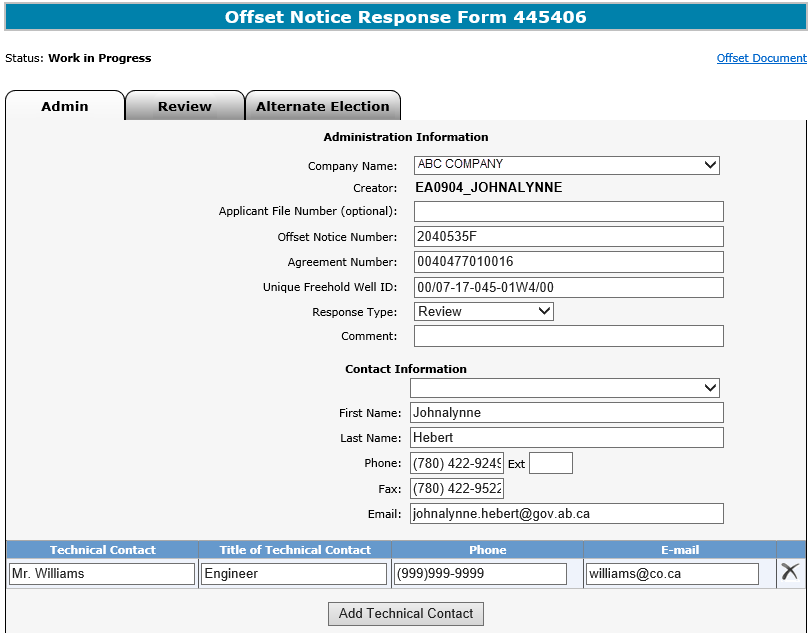 Offset Notice Response Form 445406
Status: Work in Progress Offset Document
Admin Review Alternate Election
Administration Information
Company Name: ABC COMPANY
Creator: EA0904_JOHNALYNNE
Applicant File Number (optional):
Offset Notice Number: 2040535F
Agreement Number: 0040477010016
Unique Freehold Well ID: 00/07-17-045-01W4/00
Response Type: Review
Comment:
Contact Information
First Name: Johnalynne
Last Name: Hebert
Phone: (780) 422-9249 Ext
Fax: (780) 422-9522
Email: johnalynne.hebert@gov.ab.ca
Technical Contact Title of Technical Contact Phone E-mail
Mr. Williams Engineer (999)999-9999 williams@co.ca
Add Technical Contact